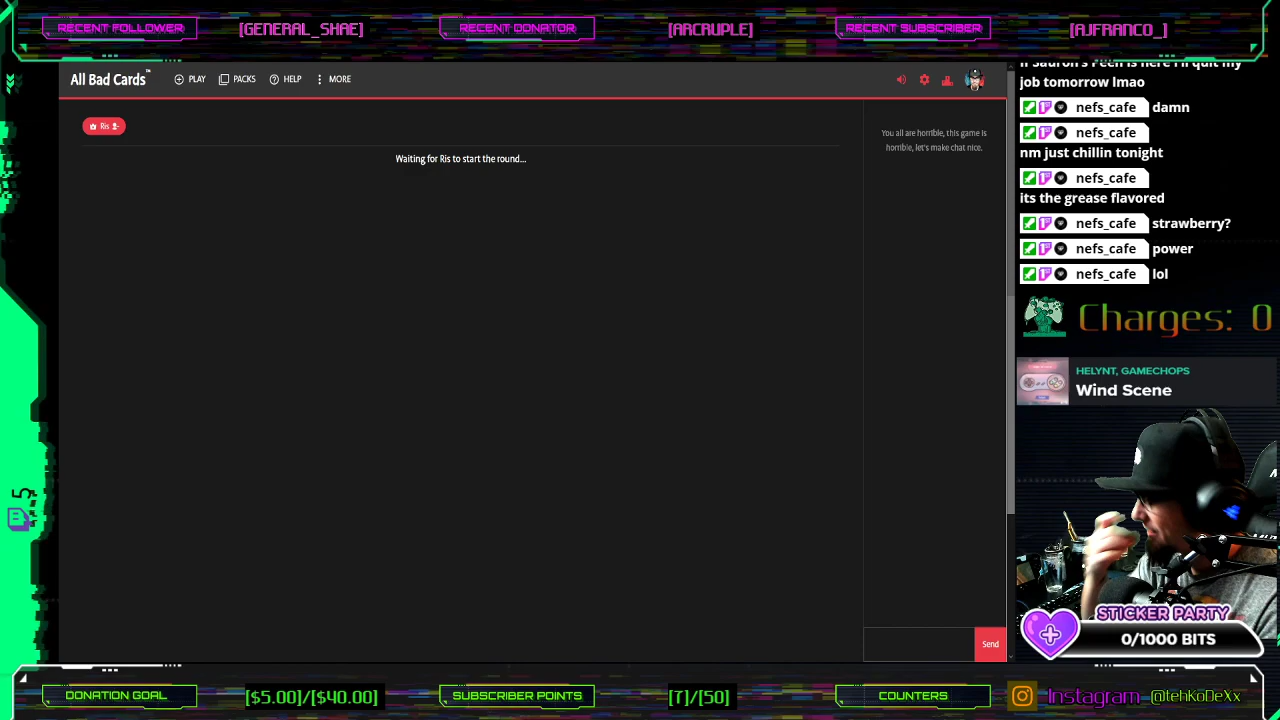 RECENT FOLLOWER
[GENERAL_SHAE]
RECENT DONATOR
[ARCRUPLE]
RECENT SUBSCRIBER
[AJFRANCO_]
All Bad Cards™
PLAY
PACKS
HELP
MORE
Ris
Waiting for Ris to start the round...
You all are horrible, this game is
horrible, let's make chat nice.
Send
job tomorrow lmao
nefs_cafe damn
nefs_cafe
nm just chillin tonight
nefs_cafe
its the grease flavored
nefs_cafe strawberry?
nefs_cafe power
nefs_cafe lol
Charges: 0
HELYNT, GAMECHOPS
Wind Scene
5
STICKER PARTY
0/1000 BITS
DONATION GOAL
[$5.00]/[$40.00]
SUBSCRIBER POINTS
[7]/[50]
COUNTERS
Instagram @tehKoDeXx